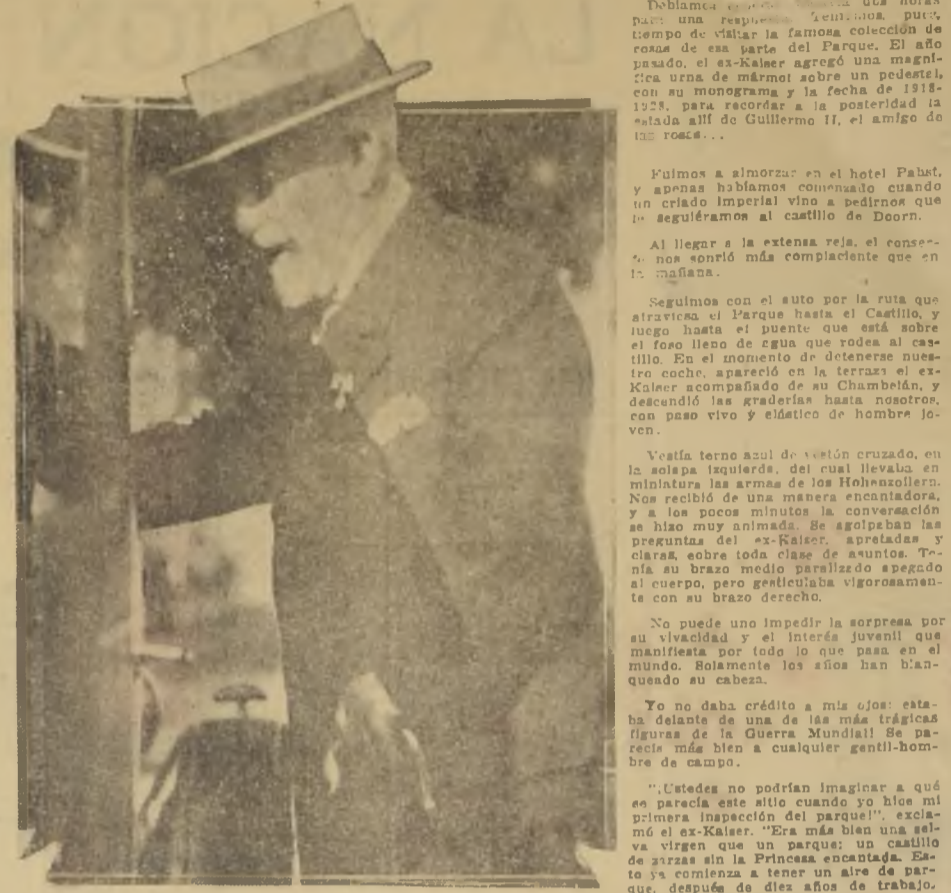 Debíamos dos horas
para una respuesta. Teníamos, pues,
tiempo de visitar la famosa colección de
rosas de esa parte del Parque. El año
pasado, el ex-Kaiser agregó una magní-
fica urna de mármol sobre un pedestal,
con su monograma y la fecha de 1918-
1928, para recordar a la posteridad la
estada allí de Guillermo II, el amigo de
las rosas...
Fuimos a almorzar en el hotel Pabst,
y apenas habíamos comenzado cuando
un criado imperial vino a pedirnos que
le seguiéramos al castillo de Doorn.
Al llegar a la extensa reja, el conser-
je nos sonrió más complaciente que en
la mañana.
Seguimos con el auto por la ruta que
atraviesa el Parque hasta el Castillo, y
luego hasta el puente que está sobre
el foso lleno de agua que rodea al cas-
tillo. En el momento de detenerse nues-
tro coche, apareció en la terraza el ex-
Kaiser acompañado de su Chambelán, y
descendió las graderías hasta nosotros,
con paso vivo y elástico de hombre jo-
ven.
Vestía terno azul de vestón cruzado, en
la solapa izquierda, del cual llevaba en
miniatura las armas de los Hohenzollern.
Nos recibió de una manera encantadora,
y a los pocos minutos la conversación
se hizo muy animada. Se agolpaban las
preguntas del ex-Kaiser, apretadas y
claras, sobre toda clase de asuntos. Te-
nía su brazo medio paralizado apegado
al cuerpo, pero gesticulaba vigorosamen-
te con su brazo derecho.
No puede uno impedir la sorpresa por
su vivacidad y el interés juvenil que
manifiesta por todo lo que pasa en el
mundo. Solamente los años han blan-
queado su cabeza.
Yo no daba crédito a mis ojos: esta-
ba delante de una de las más trágicas
figuras de la Guerra Mundial! Se pa-
recía más bien a cualquier gentil-hom-
bre de campo.
"¡Ustedes no podrían imaginar a qué
se parecía este sitio cuando yo hice mi
primera inspección del parque!", excla-
mó el ex-Kaiser. "Era más bien una sel-
va virgen que un parque; un castillo
de zarzas sin la Princesa encantada. Es-
to ya comienza a tener un aire de par-
que, después de diez años de trabajo.